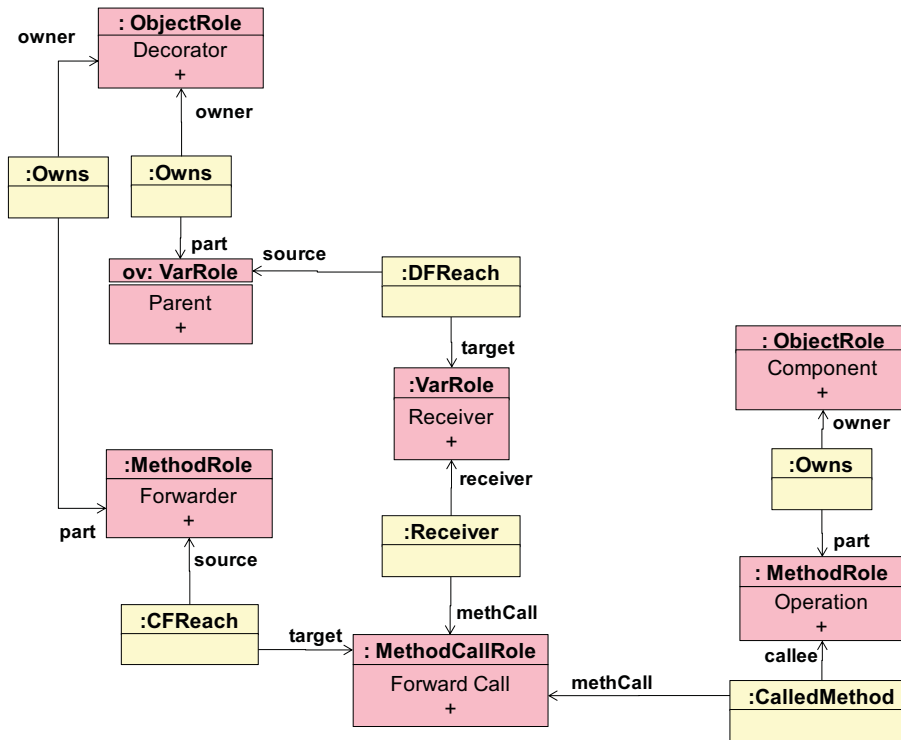 : ObjectRole
owner
Decorator
+
owner
:Owns
:Owns
part
source
ov: VarRole
:DFReach
Parent
+
target
: ObjectRole
Component
+
:VarRole
Receiver
+
owner
:MethodRole
:Owns
receiver
Forwarder
+
part
:Receiver
part
source
: MethodRole
Operation
+
methCall
:CFReach
target
callee
: MethodCallRole
Forward Call
+
methCall
:CalledMethod